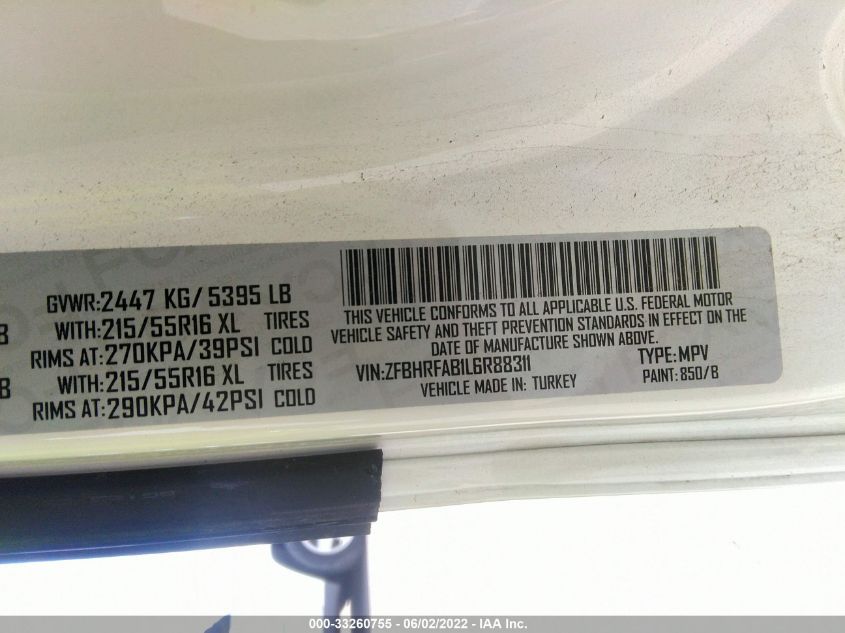 GVWR:2447 KG/ 5395 LB
WITH:215/55R16 XL TIRES
RIMS AT:270KPA/39PSI COLD
WITH:215/55R16 XL TIRES
RIMS AT:290KPA/42PSI COLD
THIS VEHICLE CONFORMS TO ALL APPLICABLE U.S. FEDERAL MOTOR
VEHICLE SAFETY AND THEFT PREVENTION STANDARDS IN EFFECT ON THE
DATE OF MANUFACTURE SHOWN ABOVE.
VIN:ZFBHRFAB1L6R88311 TYPE:MPV
VEHICLE MADE IN: TURKEY PAINT:850/B
000-33260755 - 06/02/2022 - IAA Inc.